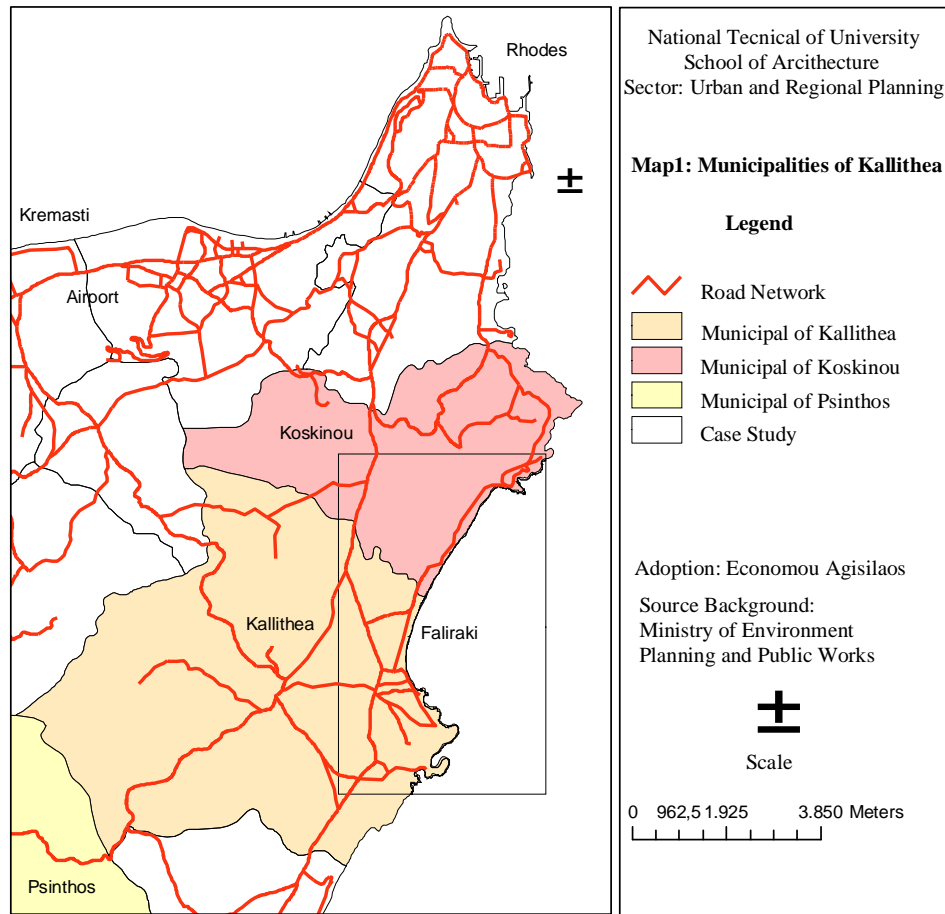 Rhodes
Kremasti
Airoort
Koskinou
Kallithea
Faliraki
Psinthos
National Tecnical of University
School of Arcithecture
Sector: Urban and Regional Planning
Map1: Municipalities of Kallithea
Legend
Road Network
Municipal of Kallithea
Municipal of Koskinou
Municipal of Psinthos
Case Study
Adoption: Economou Agisilaos
Source Background:
Ministry of Environment
Planning and Public Works
±
Scale
0 962,5 1.925 3.850 Meters